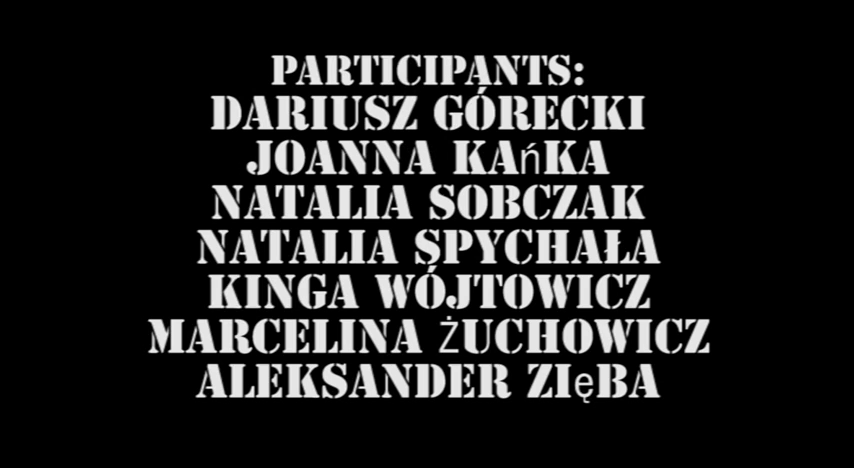 PARTICIPANTS:
DARIUSZ GÓRECKI
JOANNA KAńKA
NATALIA SOBCZAK
NATALIA SPYCHAŁA
KINGA WÓJTOWICZ
MARCELINA ŻUCHOWICZ
ALEKSANDER ZIęBA